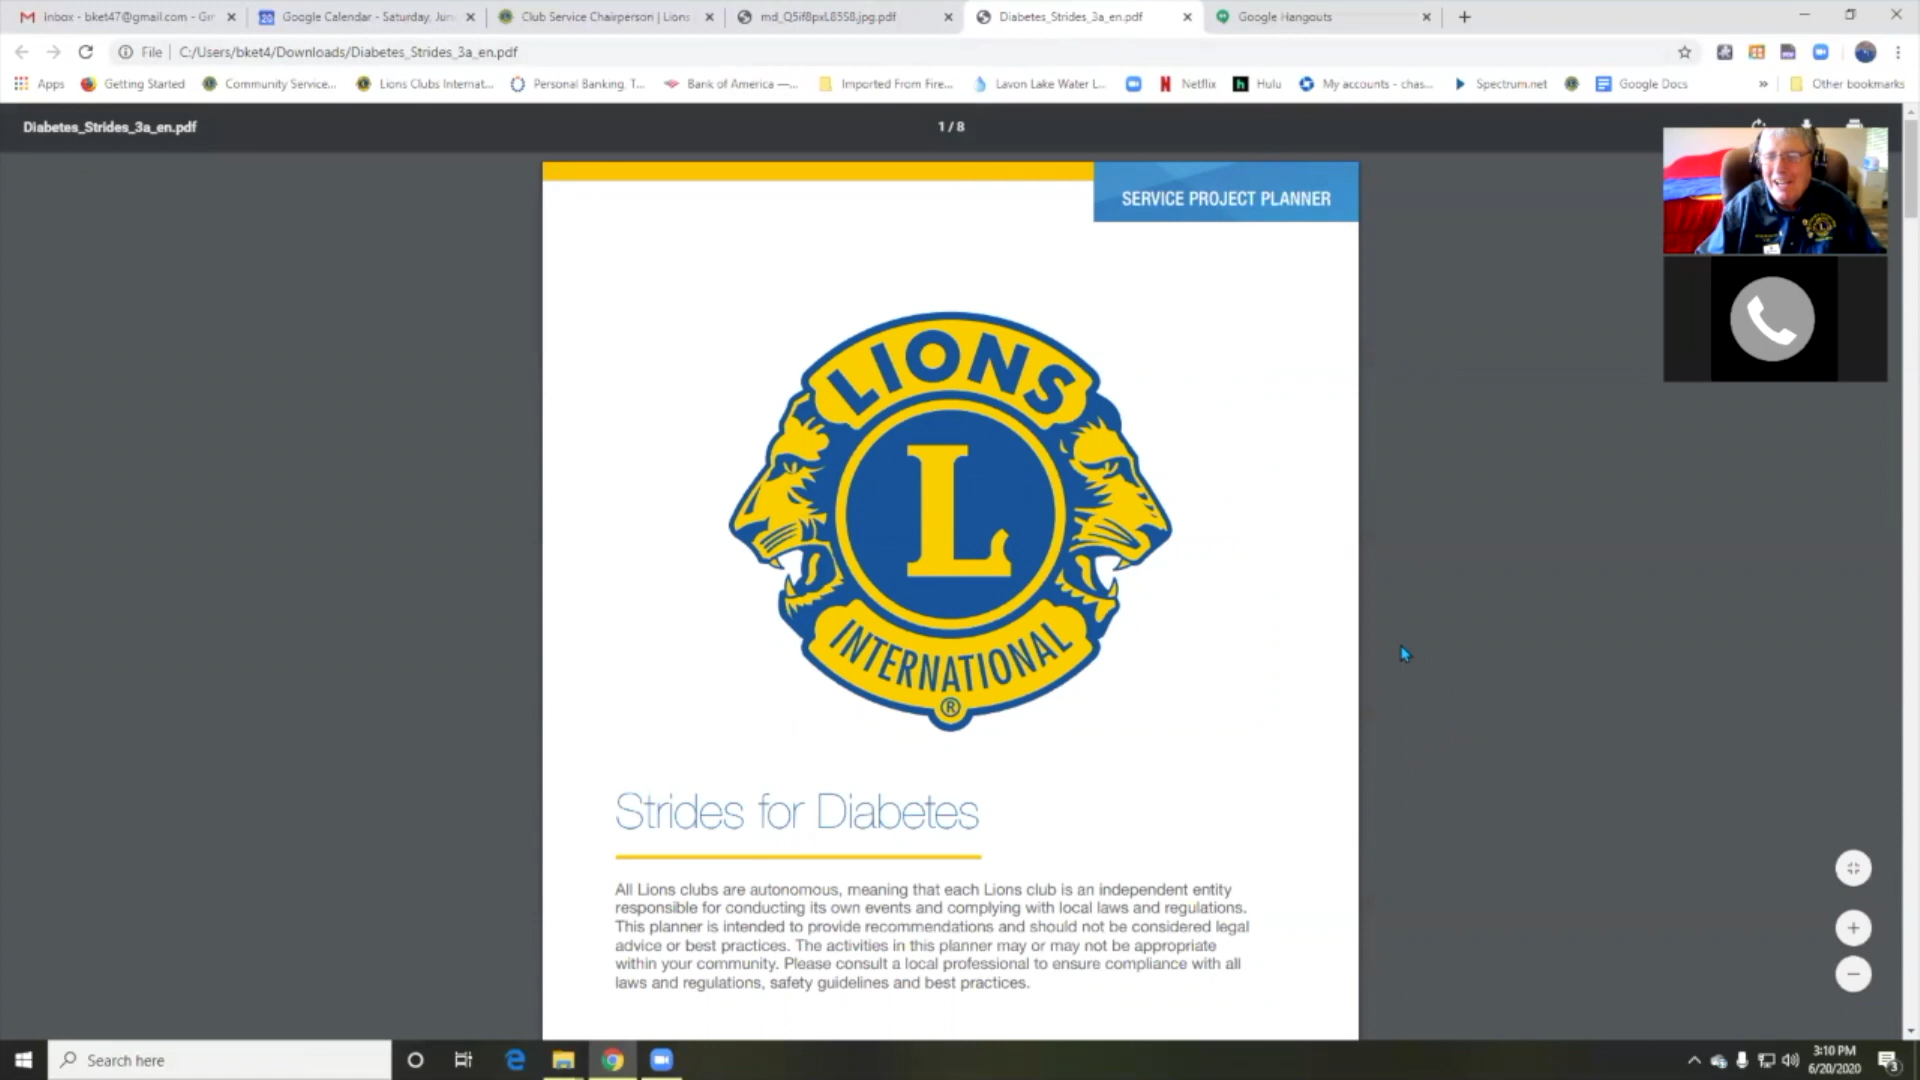 Inbox - bket47@gmail.com - Gm
Google Calendar - Saturday, Jun
Club Service Chairperson | Lions
md_Q5if8pxL85S8.jpg.pdf
Diabetes_Strides_3a_en.pdf
Google Hangouts
File
C:/Users/bket4/Downloads/Diabetes_Strides_3a_en.pdf
Apps
Getting Started
Community Service...
Lions Clubs Internat...
Personal Banking, T...
Bank of America —...
Imported From Fire...
Lavon Lake Water L...
Netflix
Hulu
My accounts - chas...
Spectrum.net
Google Docs
Other bookmarks
Diabetes_Strides_3a_en.pdf
1 / 8
SERVICE PROJECT PLANNER
LIONS
L
INTERNATIONAL
®
Strides for Diabetes
All Lions clubs are autonomous, meaning that each Lions club is an independent entity
responsible for conducting its own events and complying with local laws and regulations.
This planner is intended to provide recommendations and should not be considered legal
advice or best practices. The activities in this planner may or may not be appropriate
within your community. Please consult a local professional to ensure compliance with all
laws and regulations, safety guidelines and best practices.
Search here
3:10 PM
6/20/2020
3